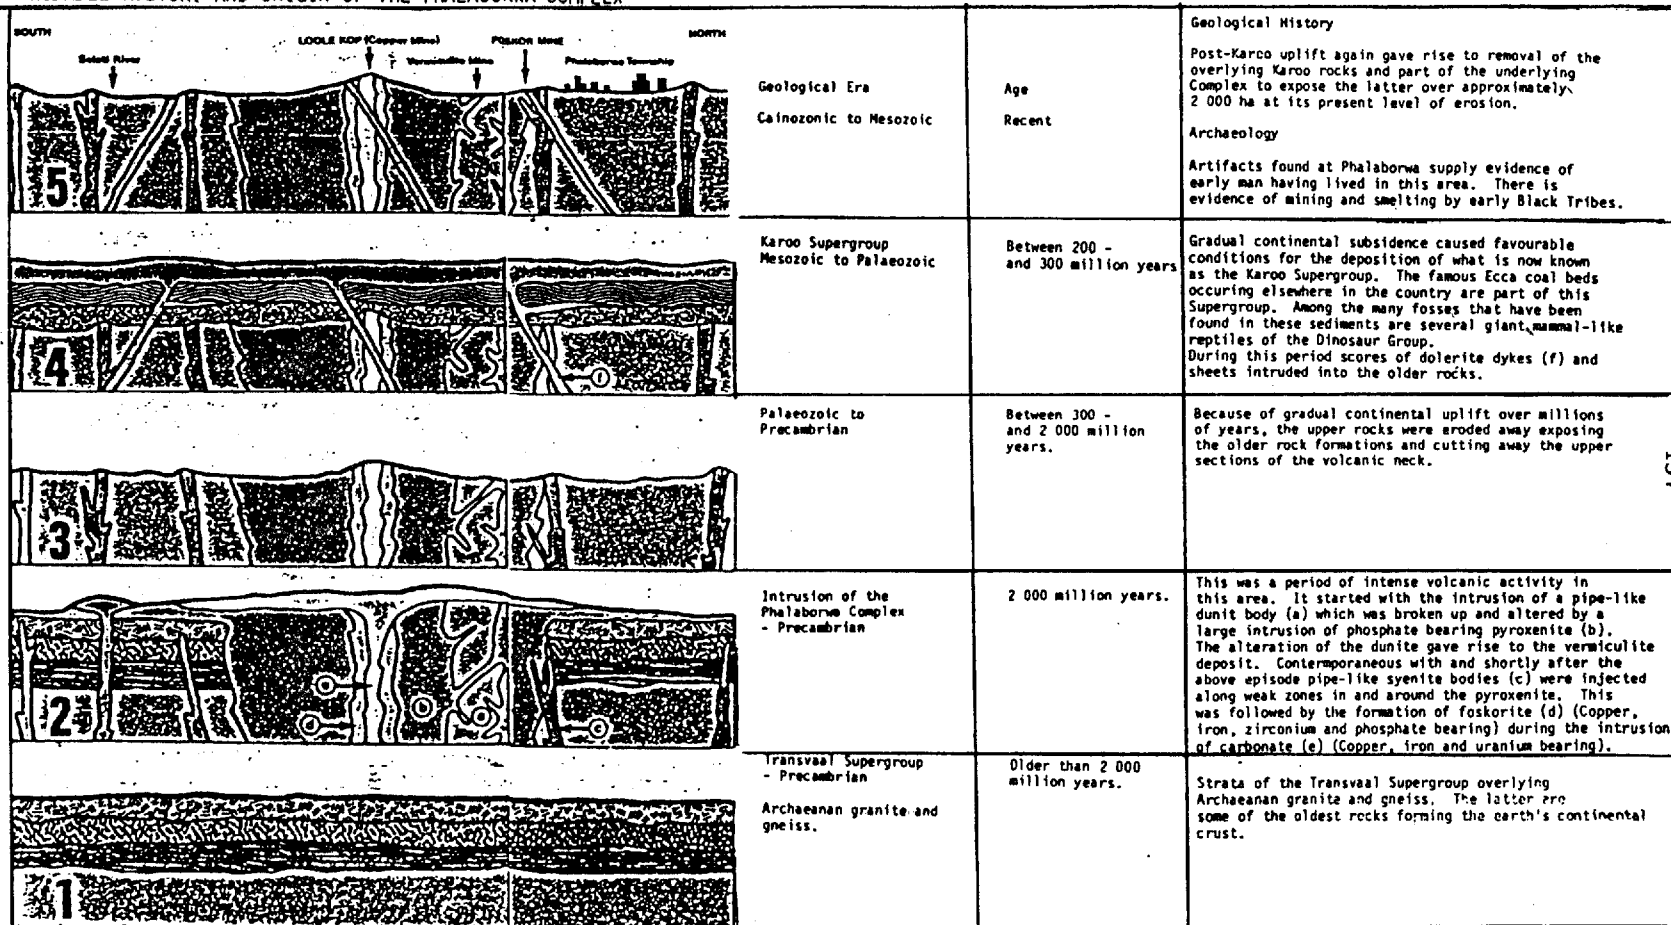 HISTORY AND ORIGIN OF THE PHALABORWA COMPLEX
SOUTH
LOOLE KOP (Copper Mine)
FOSKOR MINE
NORTH
Selati River
Vermiculite Mine
Phalaborwa Township
5
Geological Era
Cainozonic to Mesozoic
Age
Recent
Geological History
Post-Karoo uplift again gave rise to removal of the
overlying Karoo rocks and part of the underlying
Complex to expose the latter over approximately
2 000 ha at its present level of erosion.
Archaeology
Artifacts found at Phalaborwa supply evidence of
early man having lived in this area. There is
evidence of mining and smelting by early Black Tribes.
4
f
Karoo Supergroup
Mesozoic to Palaeozoic
Between 200 -
and 300 million years
Gradual continental subsidence caused favourable
conditions for the deposition of what is now known
as the Karoo Supergroup. The famous Ecca coal beds
occuring elsewhere in the country are part of this
Supergroup. Among the many fosses that have been
found in these sediments are several giant mammal-like
reptiles of the Dinosaur Group.
During this period scores of dolerite dykes (f) and
sheets intruded into the older rocks.
3
Palaeozoic to
Precambrian
Between 300 -
and 2 000 million
years.
Because of gradual continental uplift over millions
of years, the upper rocks were eroded away exposing
the older rock formations and cutting away the upper
sections of the volcanic neck.
2
e
b
a
d
c
Intrusion of the
Phalaborwa Complex
- Precambrian
2 000 million years.
This was a period of intense volcanic activity in
this area. It started with the intrusion of a pipe-like
dunit body (a) which was broken up and altered by a
large intrusion of phosphate bearing pyroxenite (b).
The alteration of the dunite gave rise to the vermiculite
deposit. Contermporaneous with and shortly after the
above episode pipe-like syenite bodies (c) were injected
along weak zones in and around the pyroxenite. This
was followed by the formation of foskorite (d) (Copper,
iron, zirconium and phosphate bearing) during the intrusion
of carbonate (e) (Copper, iron and uranium bearing).
1
Transvaal Supergroup
- Precambrian
Archaeanan granite and
gneiss.
Older than 2 000
million years.
Strata of the Transvaal Supergroup overlying
Archaeanan granite and gneiss. The latter are
some of the oldest rocks forming the earth's continental
crust.